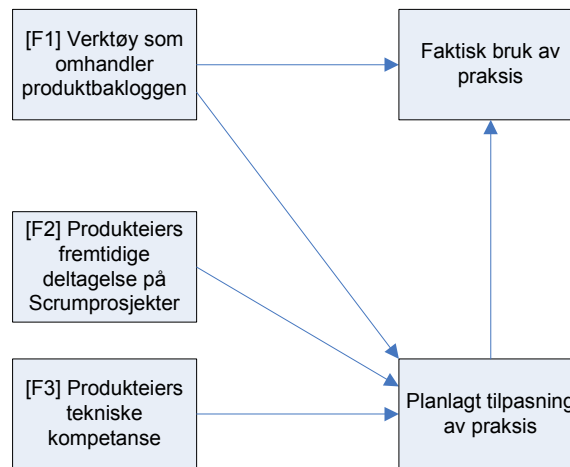 [F1] Verktøy som
omhandler
produktbakloggen
Faktisk bruk av
praksis
[F2] Produkteiers
fremtidige
deltagelse på
Scrumprosjekter
[F3] Produkteiers
tekniske
kompetanse
Planlagt tilpasning
av praksis